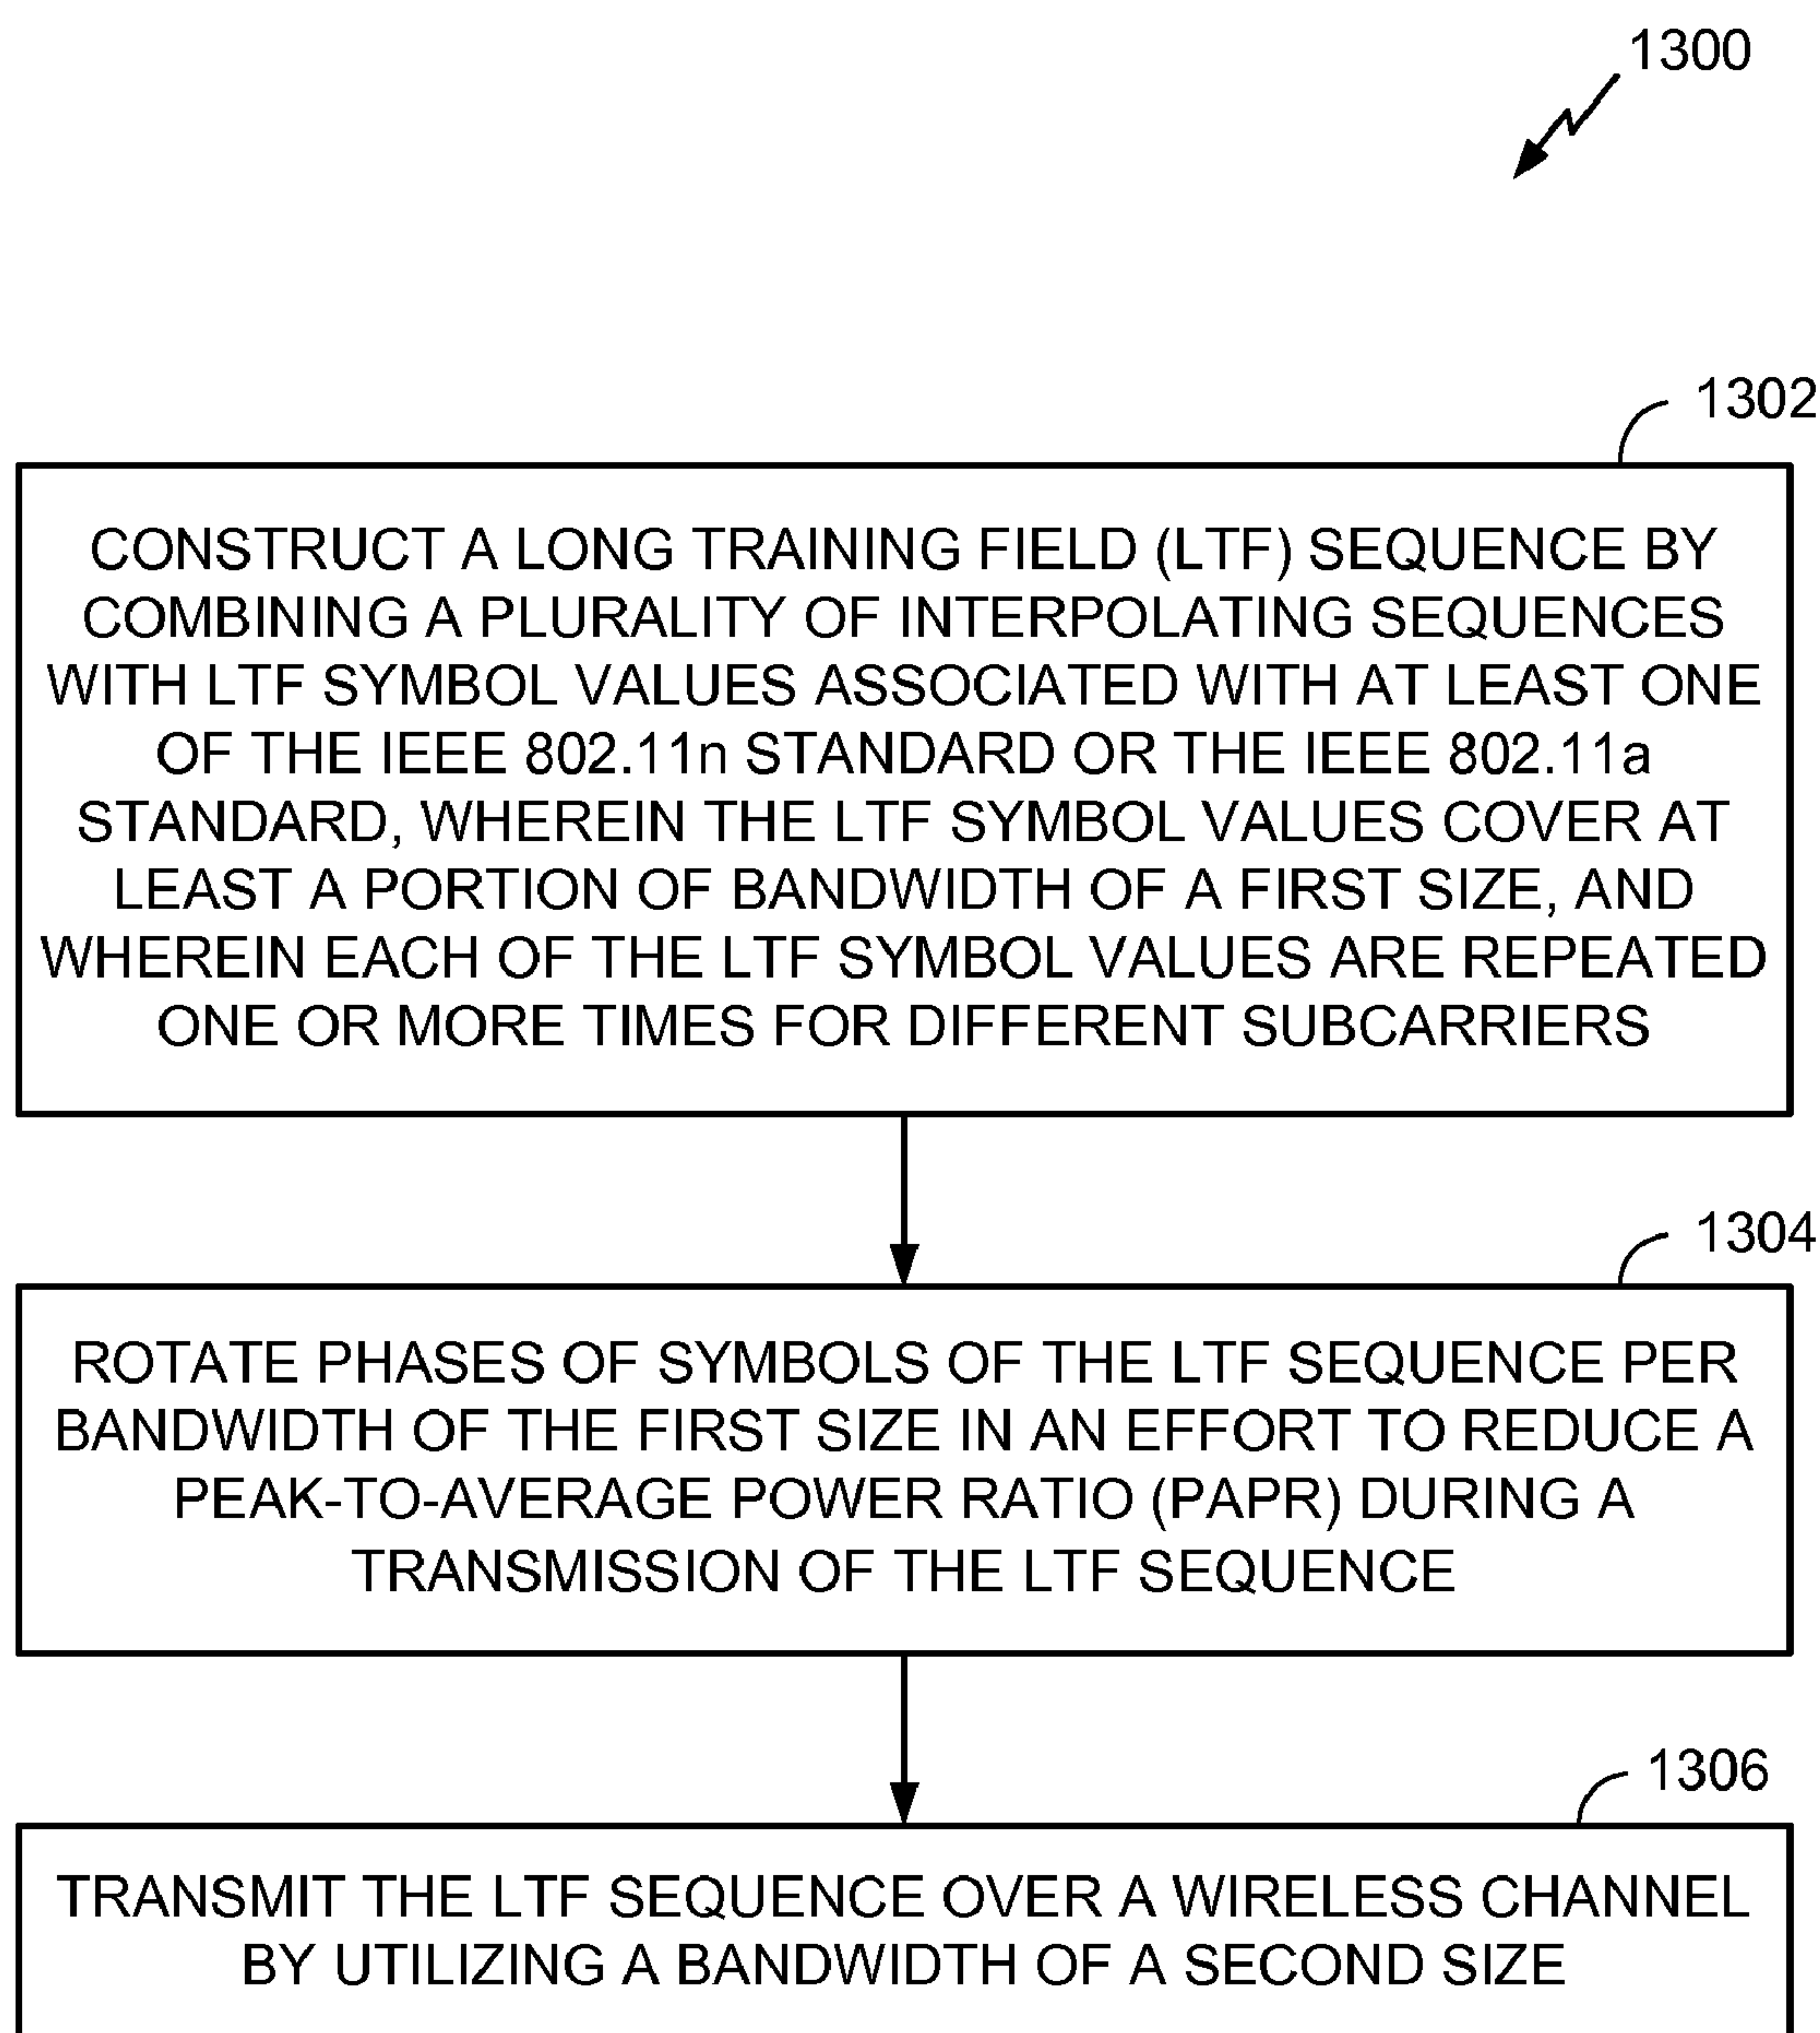 1300
1302
CONSTRUCT A LONG TRAINING FIELD (LTF) SEQUENCE BY
COMBINING A PLURALITY OF INTERPOLATING SEQUENCES
WITH LTF SYMBOL VALUES ASSOCIATED WITH AT LEAST ONE
OF THE IEEE 802.11n STANDARD OR THE IEEE 802.11a
STANDARD, WHEREIN THE LTF SYMBOL VALUES COVER AT
LEAST A PORTION OF BANDWIDTH OF A FIRST SIZE, AND
WHEREIN EACH OF THE LTF SYMBOL VALUES ARE REPEATED
ONE OR MORE TIMES FOR DIFFERENT SUBCARRIERS
1304
ROTATE PHASES OF SYMBOLS OF THE LTF SEQUENCE PER
BANDWIDTH OF THE FIRST SIZE IN AN EFFORT TO REDUCE A
PEAK-TO-AVERAGE POWER RATIO (PAPR) DURING A
TRANSMISSION OF THE LTF SEQUENCE
1306
TRANSMIT THE LTF SEQUENCE OVER A WIRELESS CHANNEL
BY UTILIZING A BANDWIDTH OF A SECOND SIZE